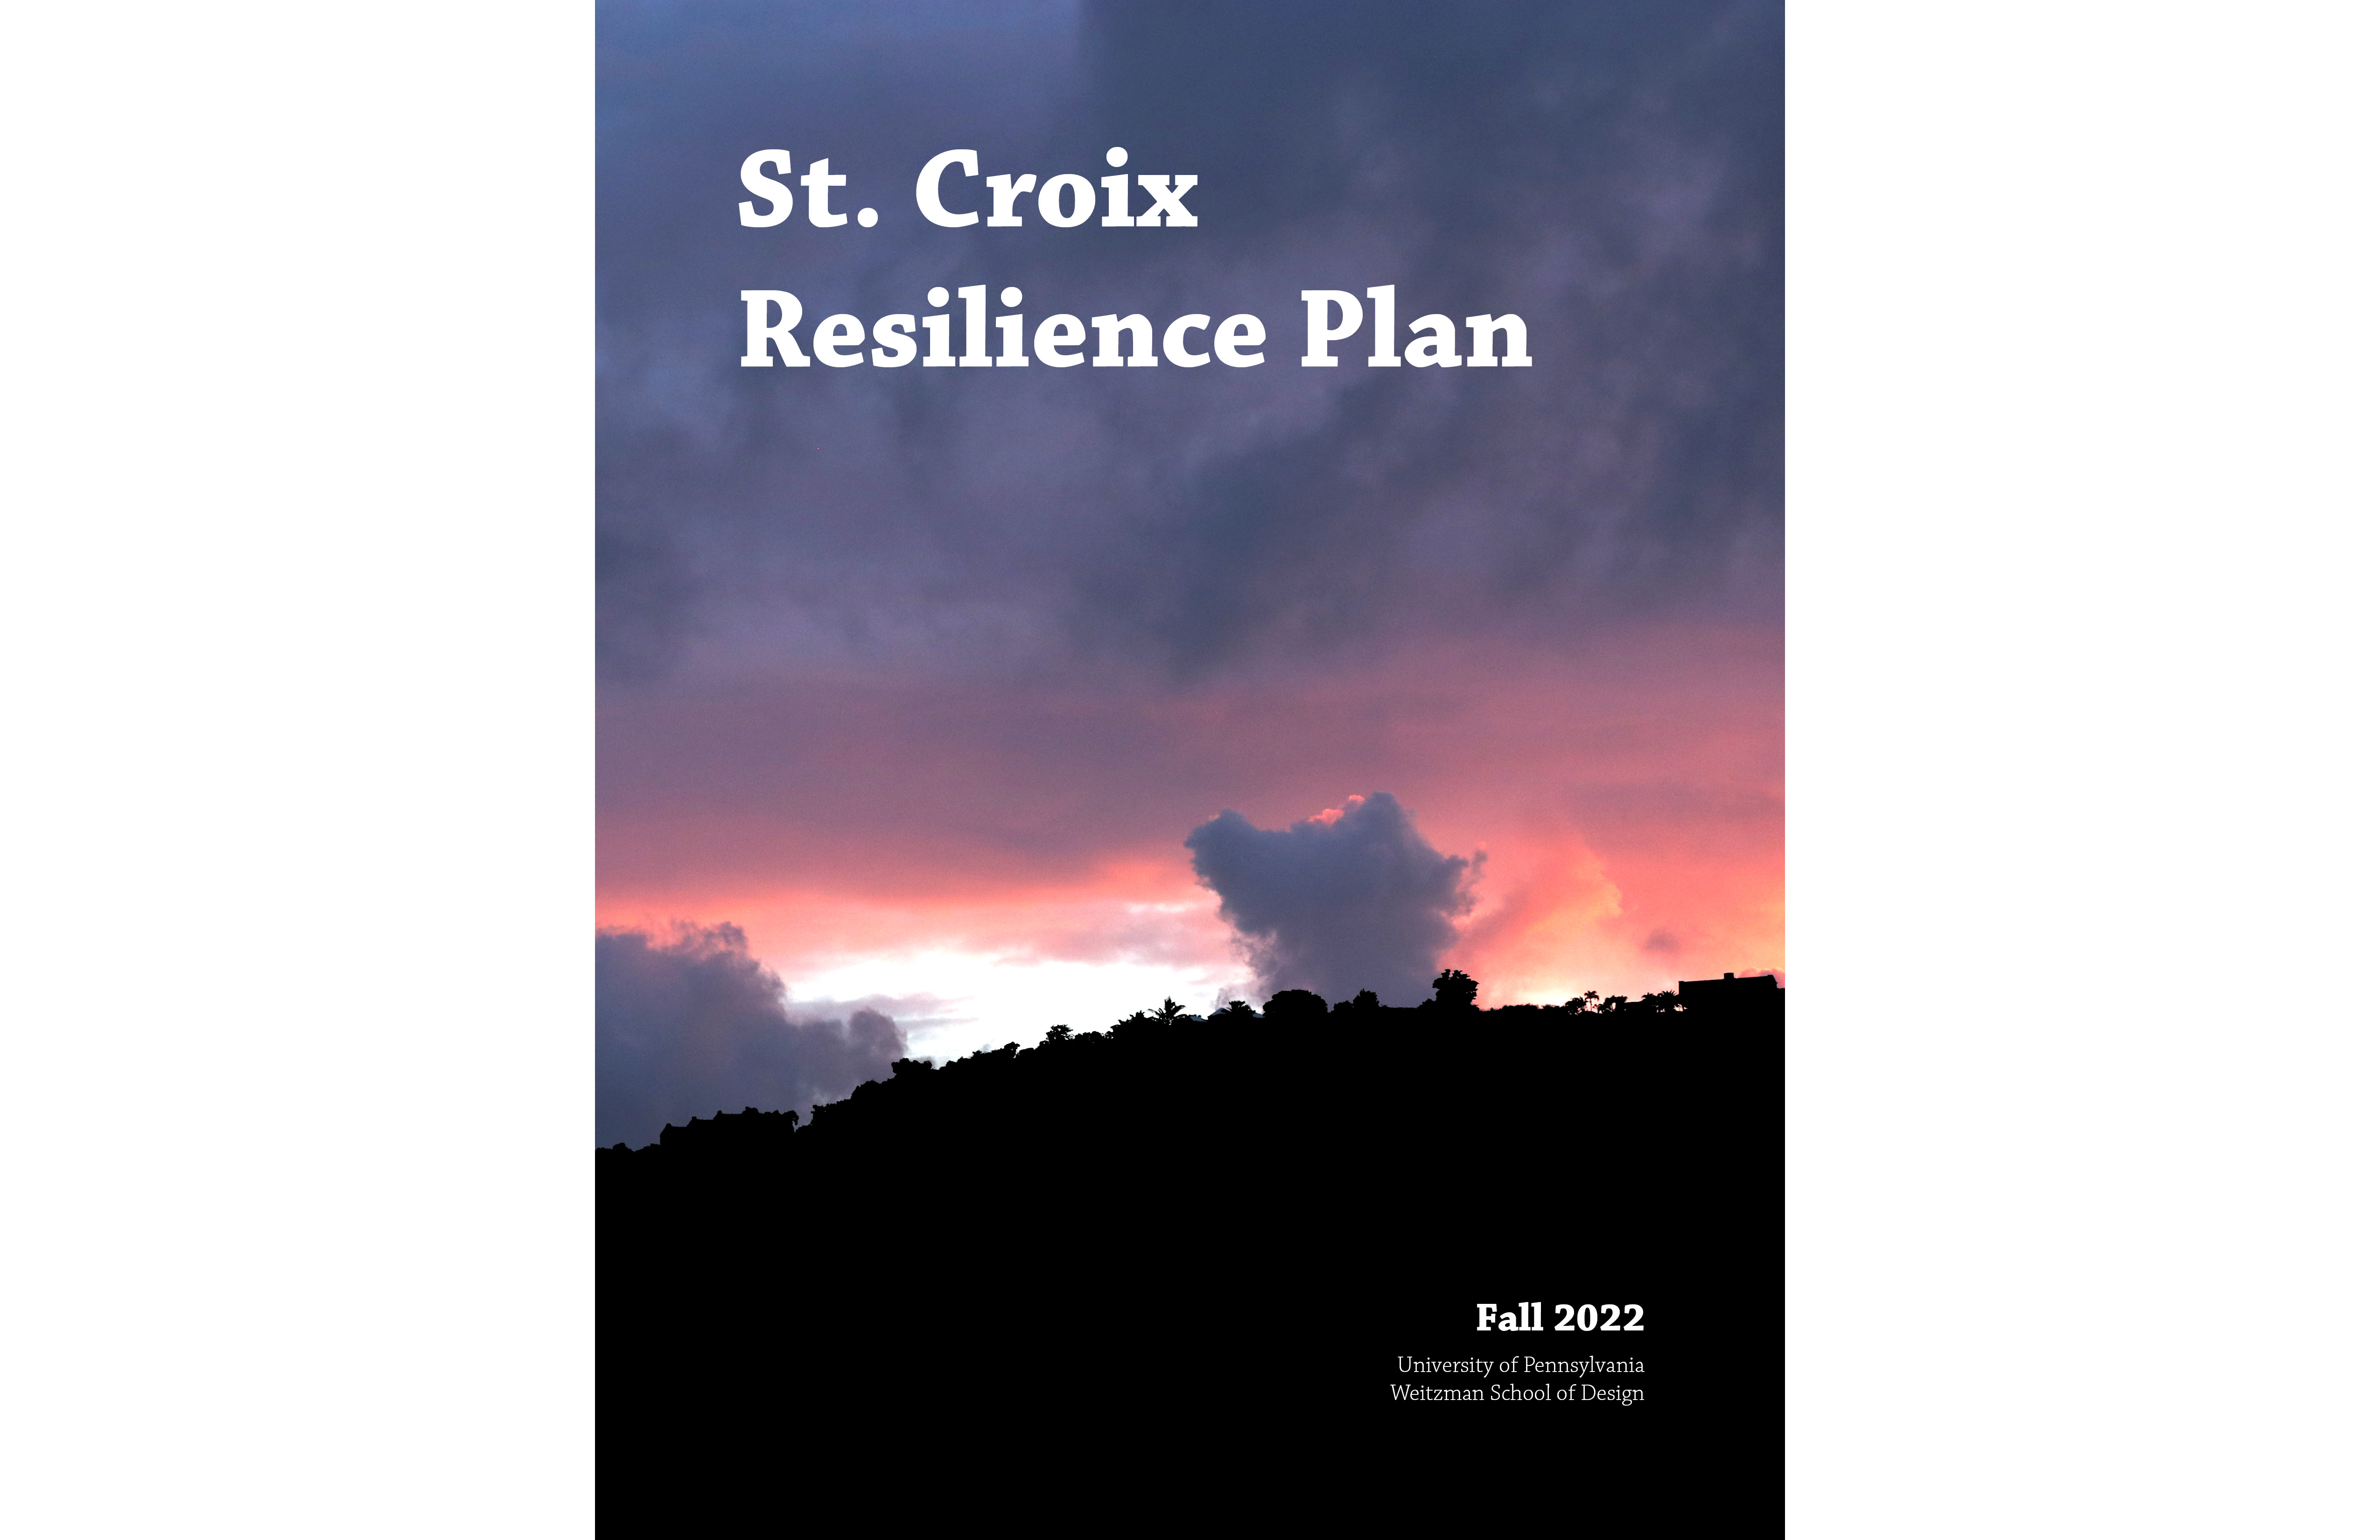 St. Croix
Resilience Plan
Fall 2022
University of Pennsylvania
Weitzman School of Design